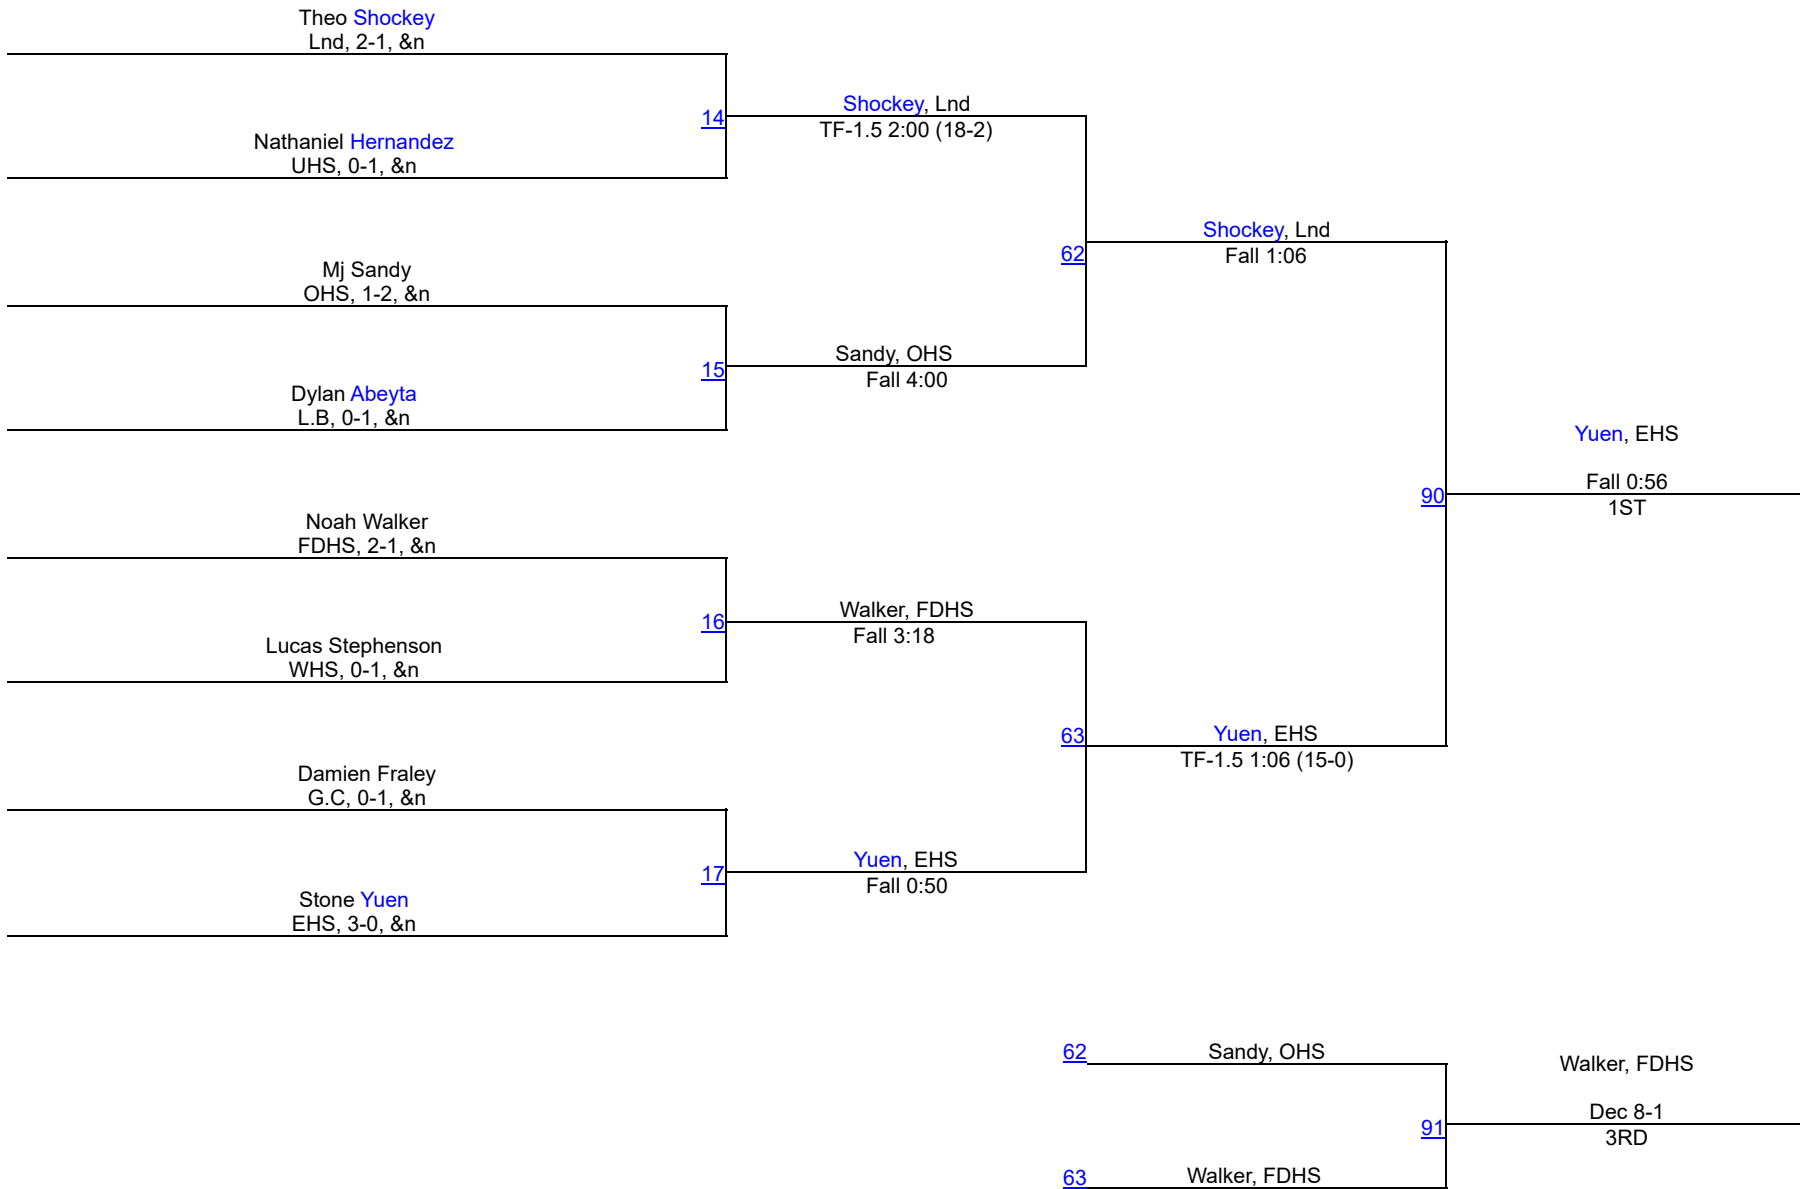 Theo Shockey
Lnd, 2-1, &n
14
Nathaniel Hernandez
UHS, 0-1, &n
Shockey, Lnd
TF-1.5 2:00 (18-2)
Mj Sandy
OHS, 1-2, &n
15
Dylan Abeyta
L.B, 0-1, &n
Sandy, OHS
Fall 4:00
62
Shockey, Lnd
Fall 1:06
Noah Walker
FDHS, 2-1, &n
16
Lucas Stephenson
WHS, 0-1, &n
Walker, FDHS
Fall 3:18
Damien Fraley
G.C, 0-1, &n
17
Stone Yuen
EHS, 3-0, &n
Yuen, EHS
Fall 0:50
63
Yuen, EHS
TF-1.5 1:06 (15-0)
90
Yuen, EHS
Fall 0:56
1ST
62
Sandy, OHS
91
63
Walker, FDHS
Walker, FDHS
Dec 8-1
3RD